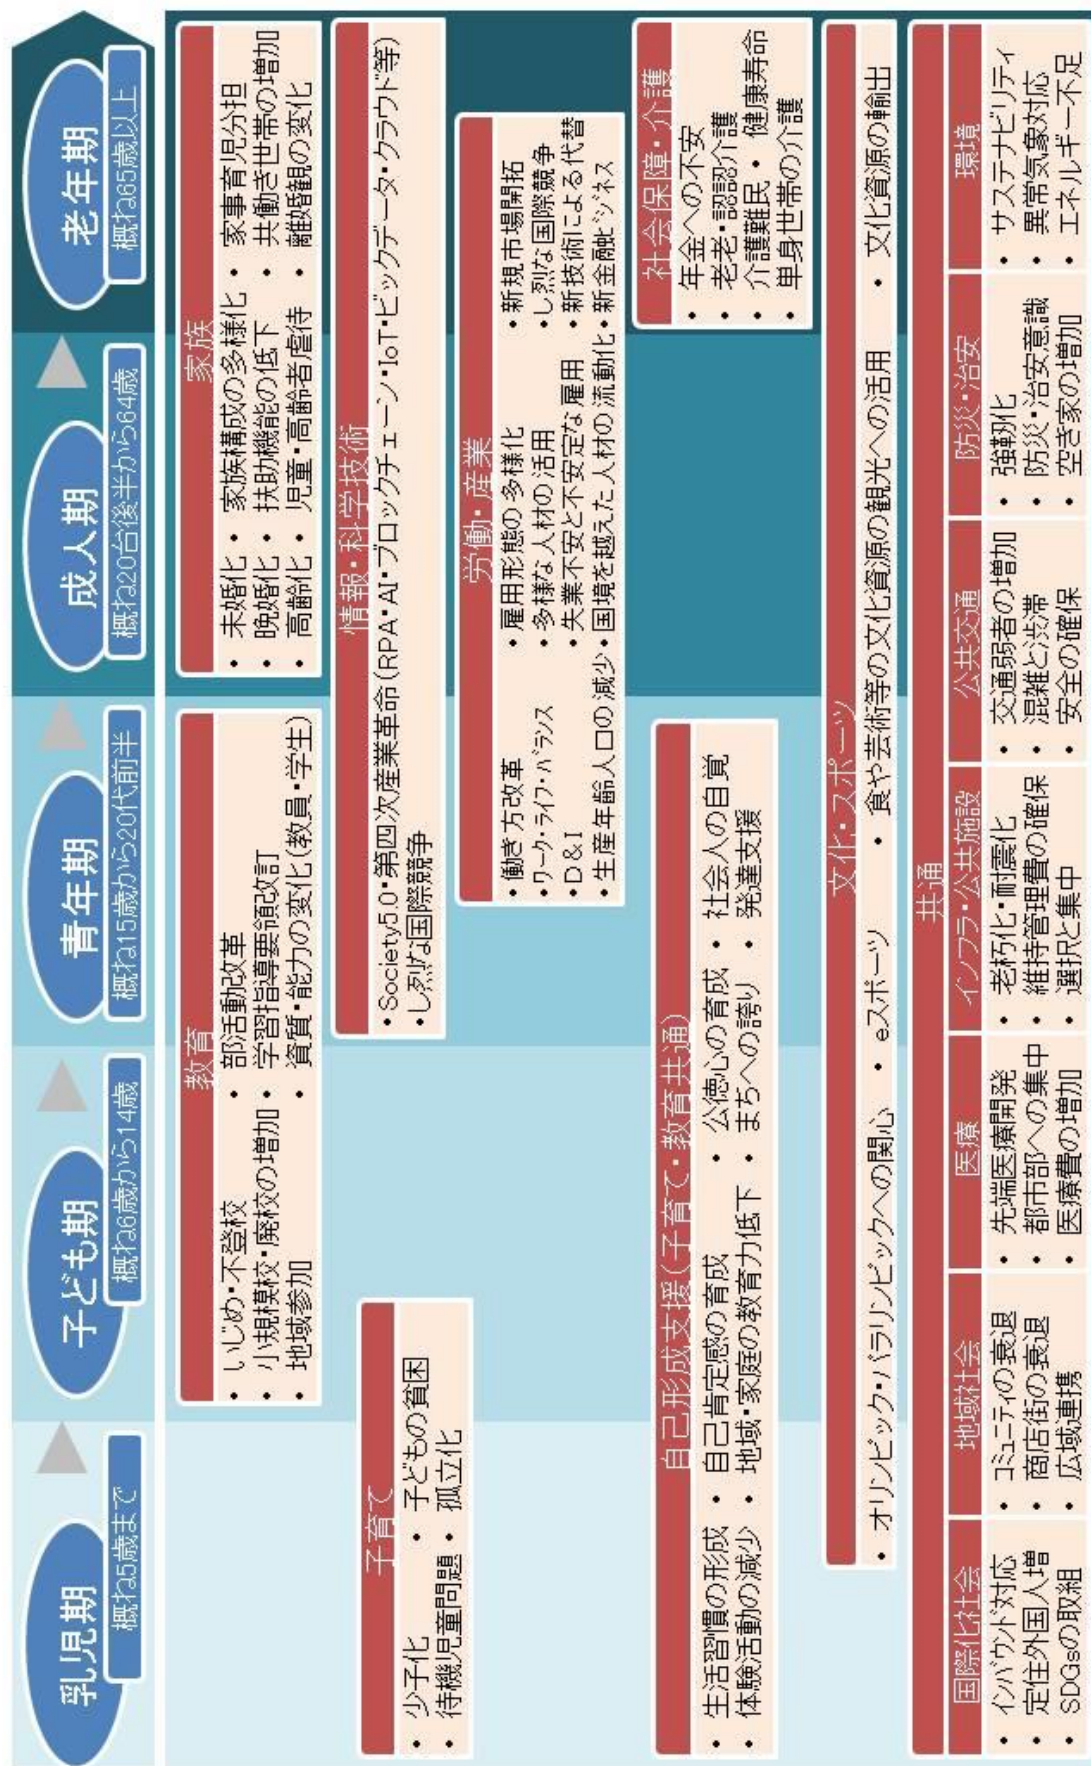 乳児期
概ね5歳まで
子ども期
概ね6歳から14歳
青年期
概ね15歳から20代前半
成人期
概ね20台後半から64歳
老年期
概ね65歳以上
教育
• いじめ・不登校
• 小規模校・廃校の増加
• 地域参加
• 部活動改革
• 学習指導要領改訂
• 資質・能力の変化(教員・学生)
家族
• 未婚化
• 晩婚化
• 高齢化
• 家族構成の多様化
• 扶助機能の低下
• 児童・高齢者虐待
• 家事育児分担
• 共働き世帯の増加
• 離婚観の変化
情報・科学技術
• Society5.0・第四次産業革命(RPA・AI・ブロックチェーン・IoT・ビックデータ・クラウド等)
• し烈な国際競争
子育て
• 少子化
• 待機児童問題
• 子どもの貧困
• 孤立化
労働・産業
• 働き方改革
• ワーク・ライフ・バランス
• D&I
• 生産年齢人口の減少
• 雇用形態の多様化
• 多様な人材の活用
• 失業不安と不安定な雇用
• 国境を越えた人材の流動化
• 新規市場開拓
• し烈な国際競争
• 新技術による代替
• 新金融ビジネス
自己形成支援(子育て・教育共通)
• 生活習慣の形成
• 体験活動の減少
• 自己肯定感の育成
• 地域・家庭の教育力低下
• 公徳心の育成
• まちへの誇り
• 社会人の自覚
• 発達支援
社会保障・介護
• 年金への不安
• 老老・認認介護
• 介護難民・健康寿命
• 単身世帯の介護
文化・スポーツ
• オリンピック・パラリンピックへの関心
• eスポーツ
• 食や芸術等の文化資源の観光への活用
• 文化資源の輸出
共通
国際化社会
• インバウンド対応
• 定住外国人増
• SDGsの取組
地域社会
• コミュニティの衰退
• 商店街の衰退
• 広域連携
医療
• 先端医療開発
• 都市部への集中
• 医療費の増加
インフラ・公共施設
• 老朽化・耐震化
• 維持管理費の確保
• 選択と集中
公共交通
• 交通弱者の増加
• 混雑と渋滞
• 安全の確保
防災・治安
• 強靱化
• 防災・治安意識
• 空き家の増加
環境
• サステナビリティ
• 異常気象対応
• エネルギー不足